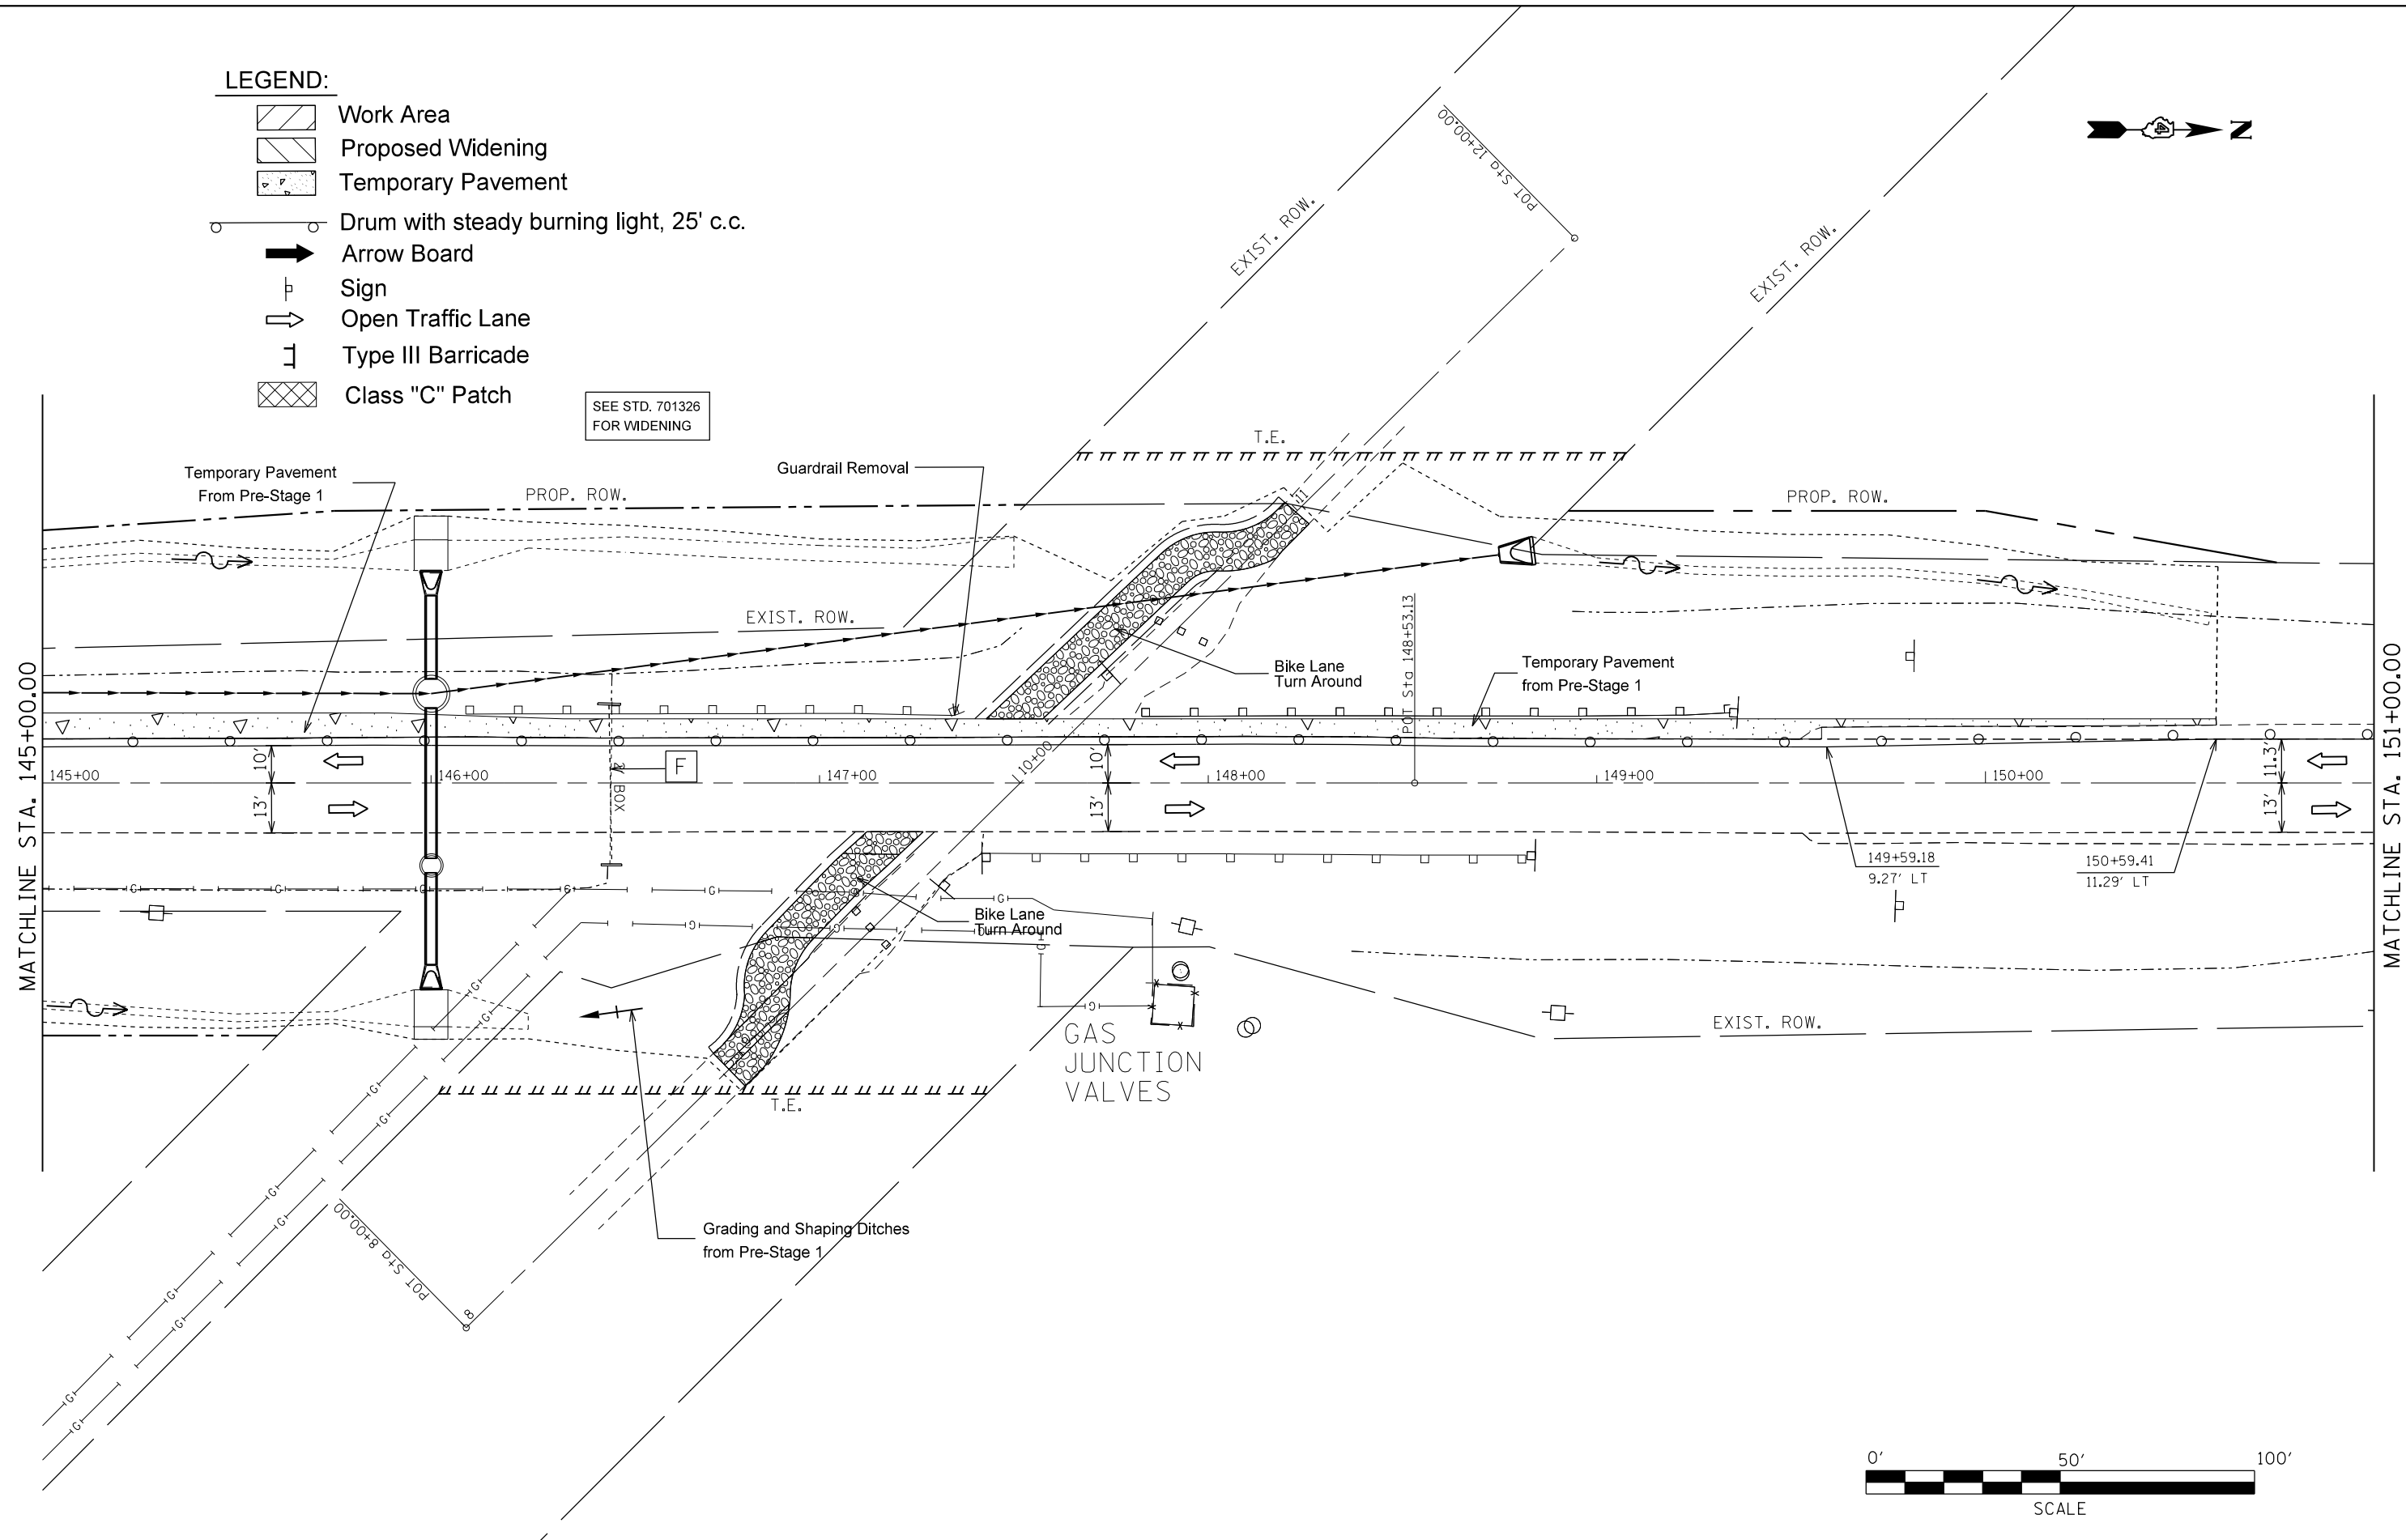 LEGEND:
Work Area
Proposed Widening
Temporary Pavement
Drum with steady burning light, 25' c.c.
Arrow Board
Sign
Open Traffic Lane
Type III Barricade
Class "C" Patch
SEE STD. 701326
FOR WIDENING
N
POT Sta 12+00.00
EXIST. ROW.
EXIST. ROW.
T.E.
Temporary Pavement
From Pre-Stage 1
PROP. ROW.
Guardrail Removal
11
PROP. ROW.
EXIST. ROW.
Bike Lane
Turn Around
POT Sta 148+53.13
Temporary Pavement
from Pre-Stage 1
MATCHLINE STA. 145+00.00
MATCHLINE STA. 151+00.00
10'
10'
11.3'
145+00
146+00
F
147+00
10+00
148+00
149+00
150+00
BOX
13'
13'
13'
149+59.18
9.27' LT
150+59.41
11.29' LT
G G G G G G G G
Bike Lane
Turn Around
G G G G
G G G
GAS
JUNCTION
VALVES
EXIST. ROW.
T.E.
G G G G G G G G
POT Sta 8+00.00
8
Grading and Shaping Ditches
from Pre-Stage 1
0' 50' 100'
SCALE